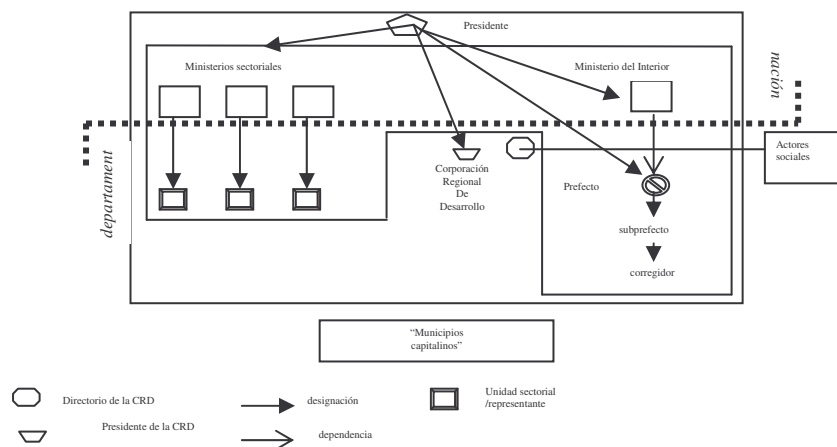 Presidente
Ministerios sectoriales
Ministerio del Interior
nación
departament
Corporación
Regional
De
Desarrollo
Actores
sociales
Prefecto
subprefecto
corregidor
“Municipios
capitalinos”
Directorio de la CRD
designación
Unidad sectorial
/representante
Presidente de la CRD
dependencia